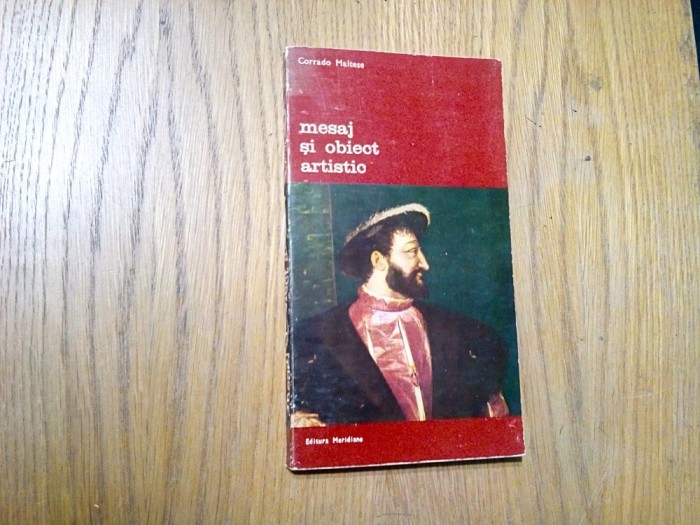 Corrado Maltese
mesaj
și obiect
artistic
Editura Meridiane